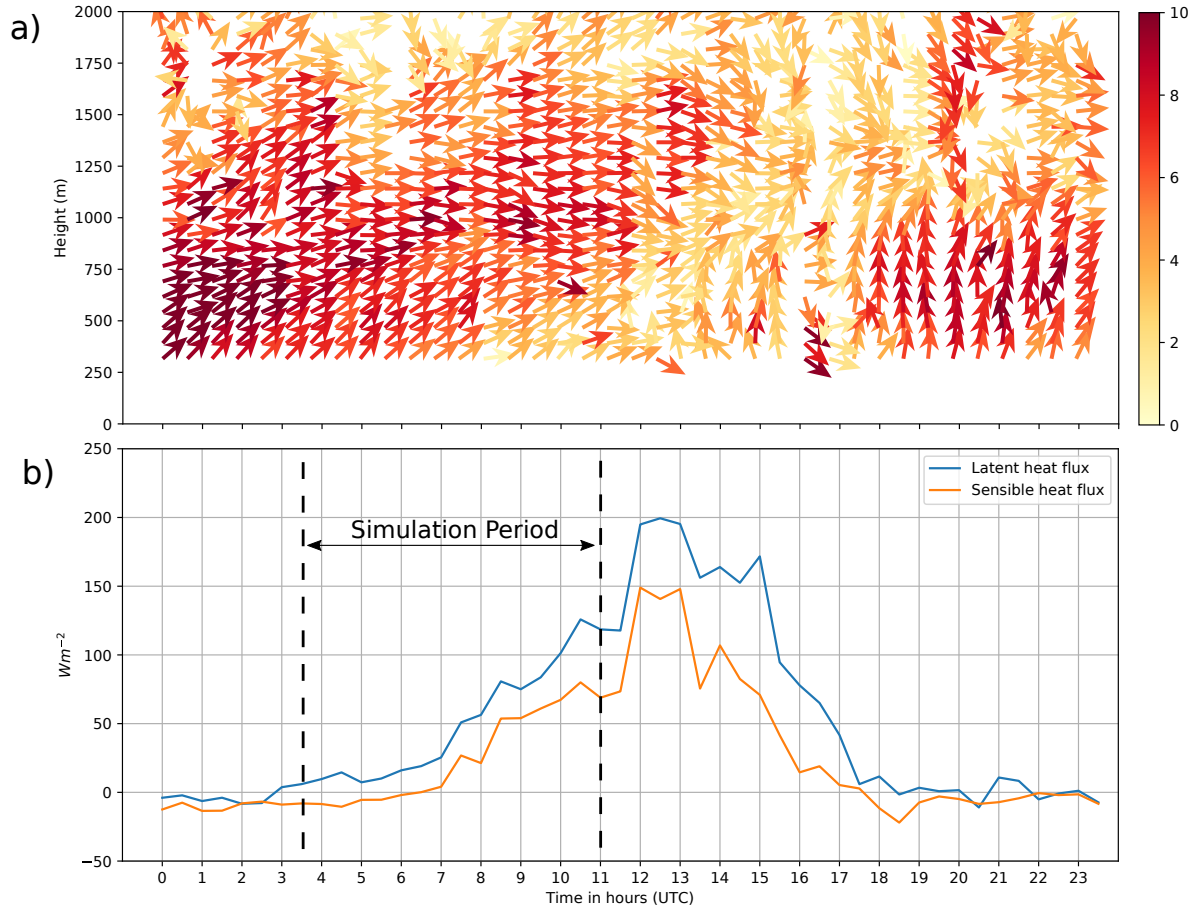 a)
2000
1750
1500
1250
1000
750
500
250
0
Height (m)
10
8
6
4
2
0
b)
250
200
150
100
50
0
−50
Wm⁻²
Latent heat flux
Sensible heat flux
Simulation Period
0 1 2 3 4 5 6 7 8 9 10 11 12 13 14 15 16 17 18 19 20 21 22 23
Time in hours (UTC)